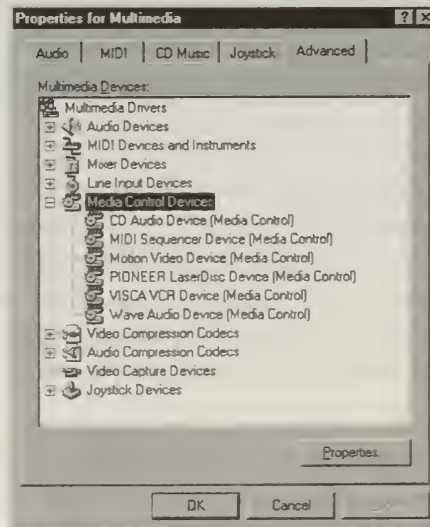 Properties for Multimedia
Audio
MIDI
CD Music
Joystick
Advanced
Multimedia Devices:
Multimedia Drivers
Audio Devices
MIDI Devices and Instruments
Mixer Devices
Line Input Devices
Media Control Devices
CD Audio Device (Media Control)
MIDI Sequencer Device (Media Control)
Motion Video Device (Media Control)
PIONEER LaserDisc Device (Media Control)
VISCA VCR Device (Media Control)
Wave Audio Device (Media Control)
Video Compression Codecs
Audio Compression Codecs
Video Capture Devices
Joystick Devices
Properties.
OK
Cancel